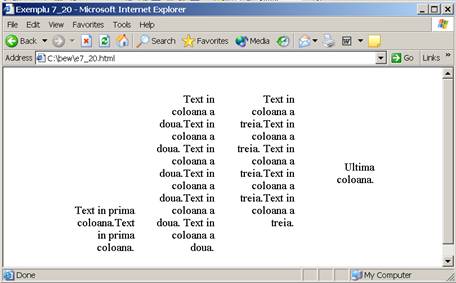 Exemplu 7_20 - Microsoft Internet Explorer
File Edit View Favorites Tools Help
Back Search Favorites Media
Address C:\bew\e7_20.html Go Links »
Text in prima
coloana.Text
in prima
coloana.
Text in
coloana a
doua.Text in
coloana a
doua. Text in
coloana a
doua.Text in
coloana a
doua.Text in
coloana a
doua. Text in
coloana a
doua.
Text in
coloana a
treia.Text in
coloana a
treia. Text in
coloana a
treia.Text in
coloana a
treia.Text in
coloana a
treia.
Ultima
coloana.
Done My Computer